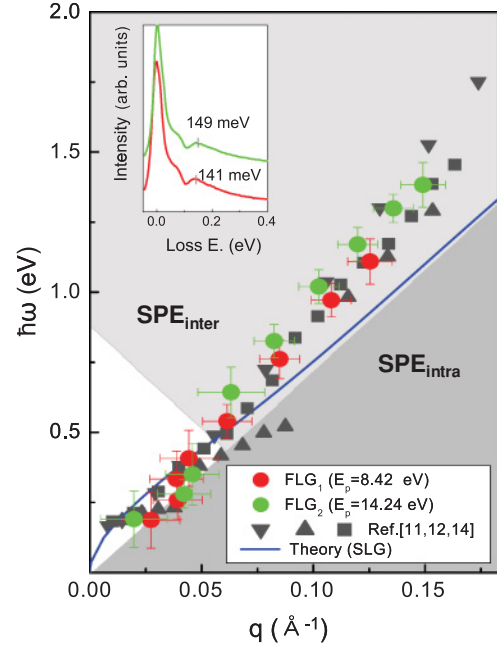 2.0
1.5
1.0
0.5
ħω (eV)
0.00
0.05
0.10
0.15
q ( Å⁻¹)
Intensity (arb. units)
149 meV
141 meV
0.0
0.2
0.4
Loss E. (eV)
SPE_inter
SPE_intra
FLG₁ (Eₚ=8.42 eV)
FLG₂ (Eₚ=14.24 eV)
Ref.[11,12,14]
Theory (SLG)